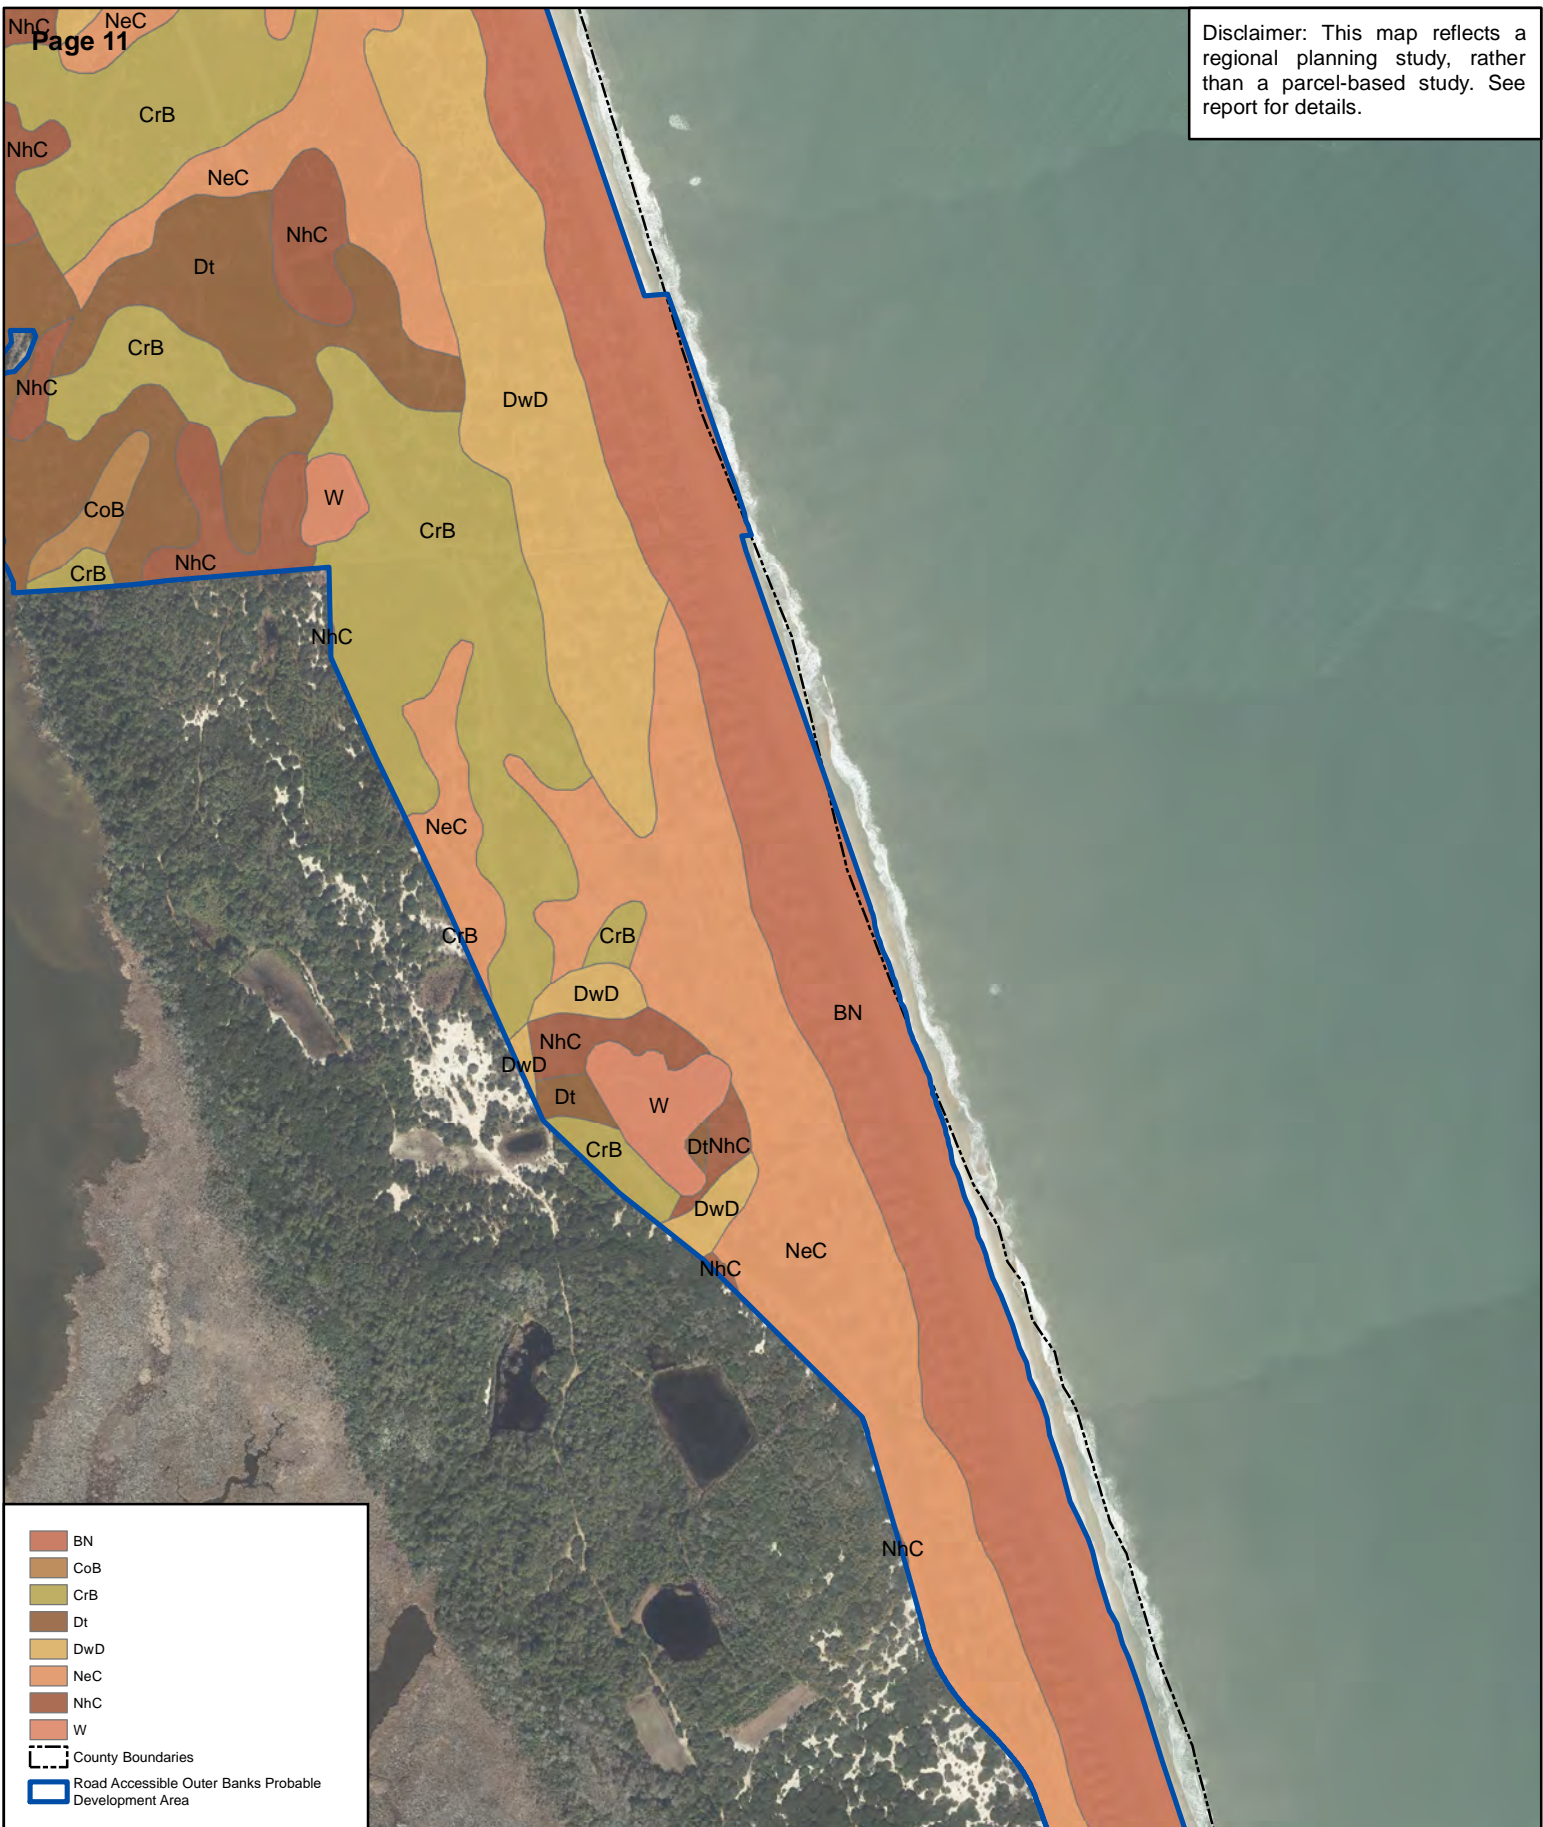 NhC
NeC
Page 11
Disclaimer: This map reflects a
regional planning study, rather
than a parcel-based study. See
report for details.
CrB
NhC
NeC
NhC
Dt
CrB
NhC
DwD
W
CoB
CrB
NhC
CrB
NhC
NeC
CrB
CrB
DwD
BN
NhC
DwD
Dt
W
CrB
Dt
NhC
DwD
NeC
NhC
NhC
BN
CoB
CrB
Dt
DwD
NeC
NhC
W
County Boundaries
Road Accessible Outer Banks Probable
Development Area